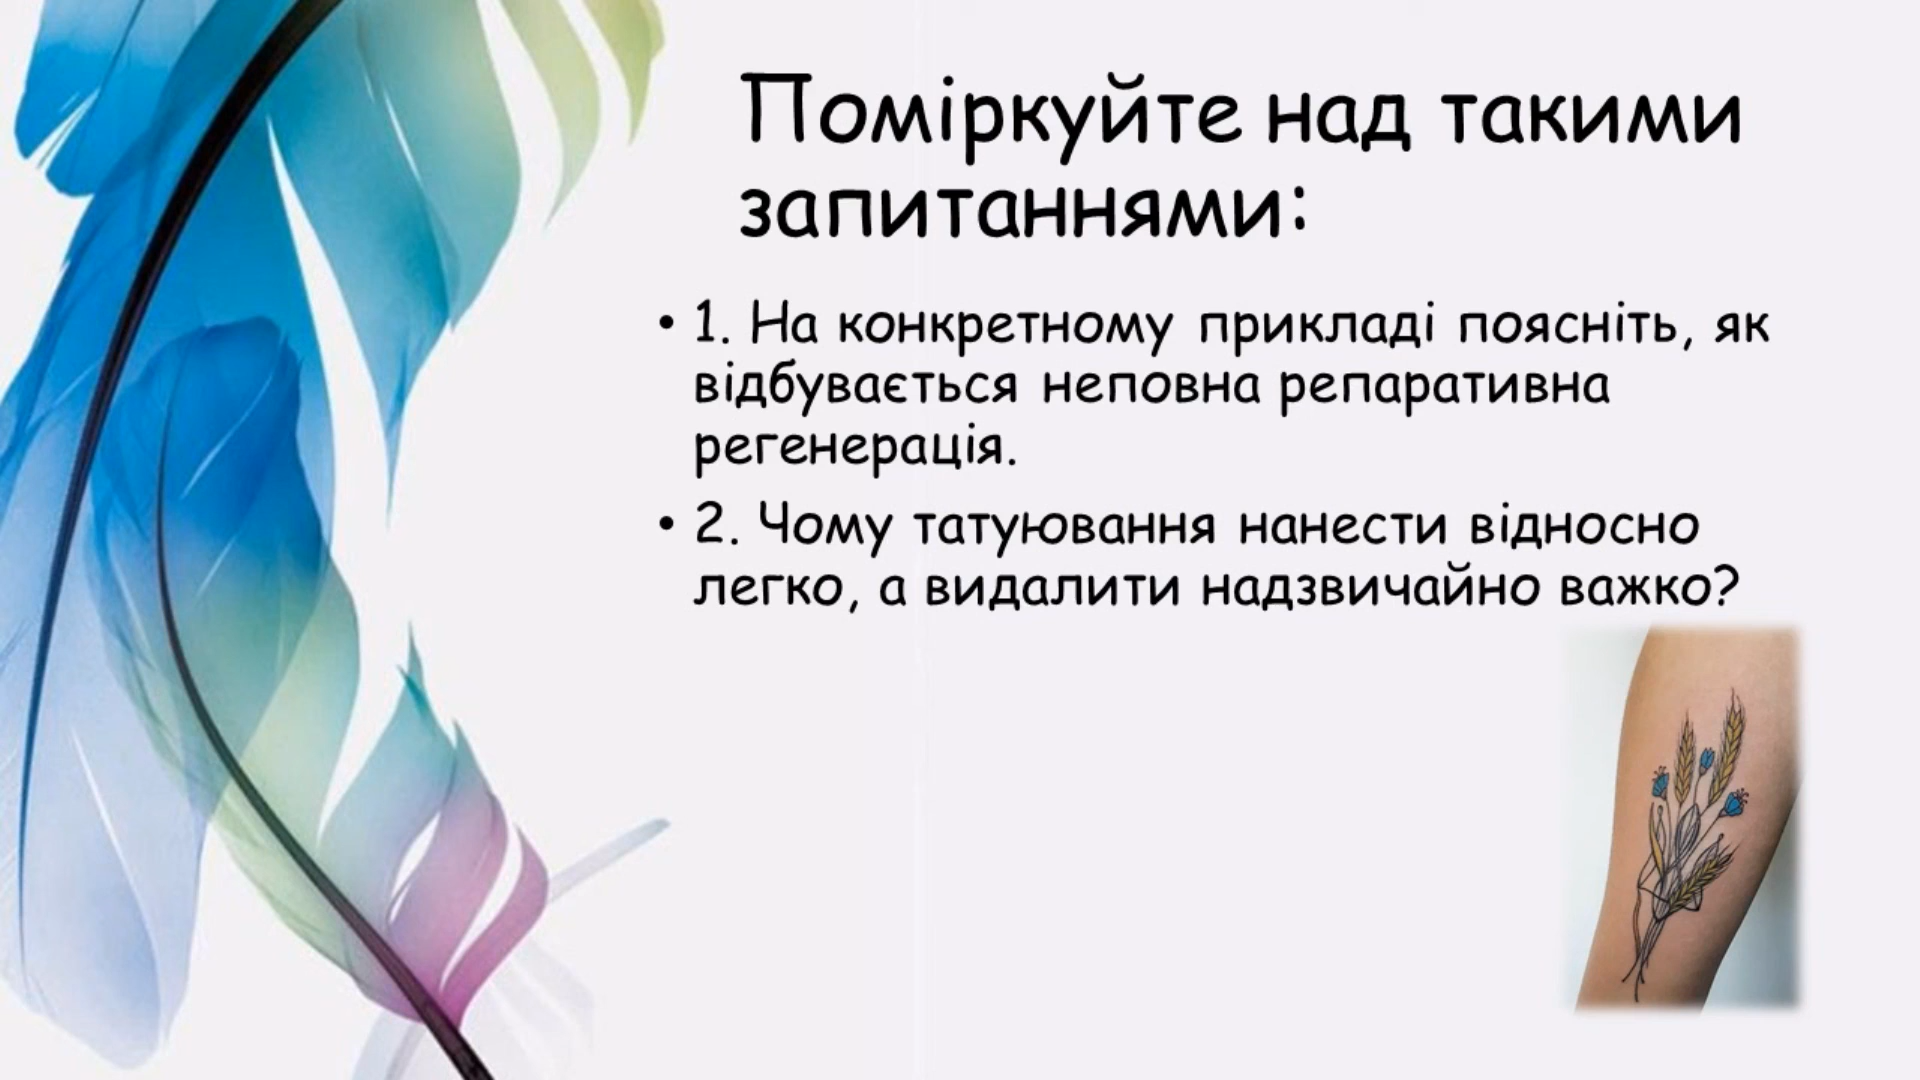 Поміркуйте над такими
запитаннями:
• 1. На конкретному прикладі поясніть, як
відбувається неповна репаративна
регенерація.
• 2. Чому татуювання нанести відносно
легко, а видалити надзвичайно важко?